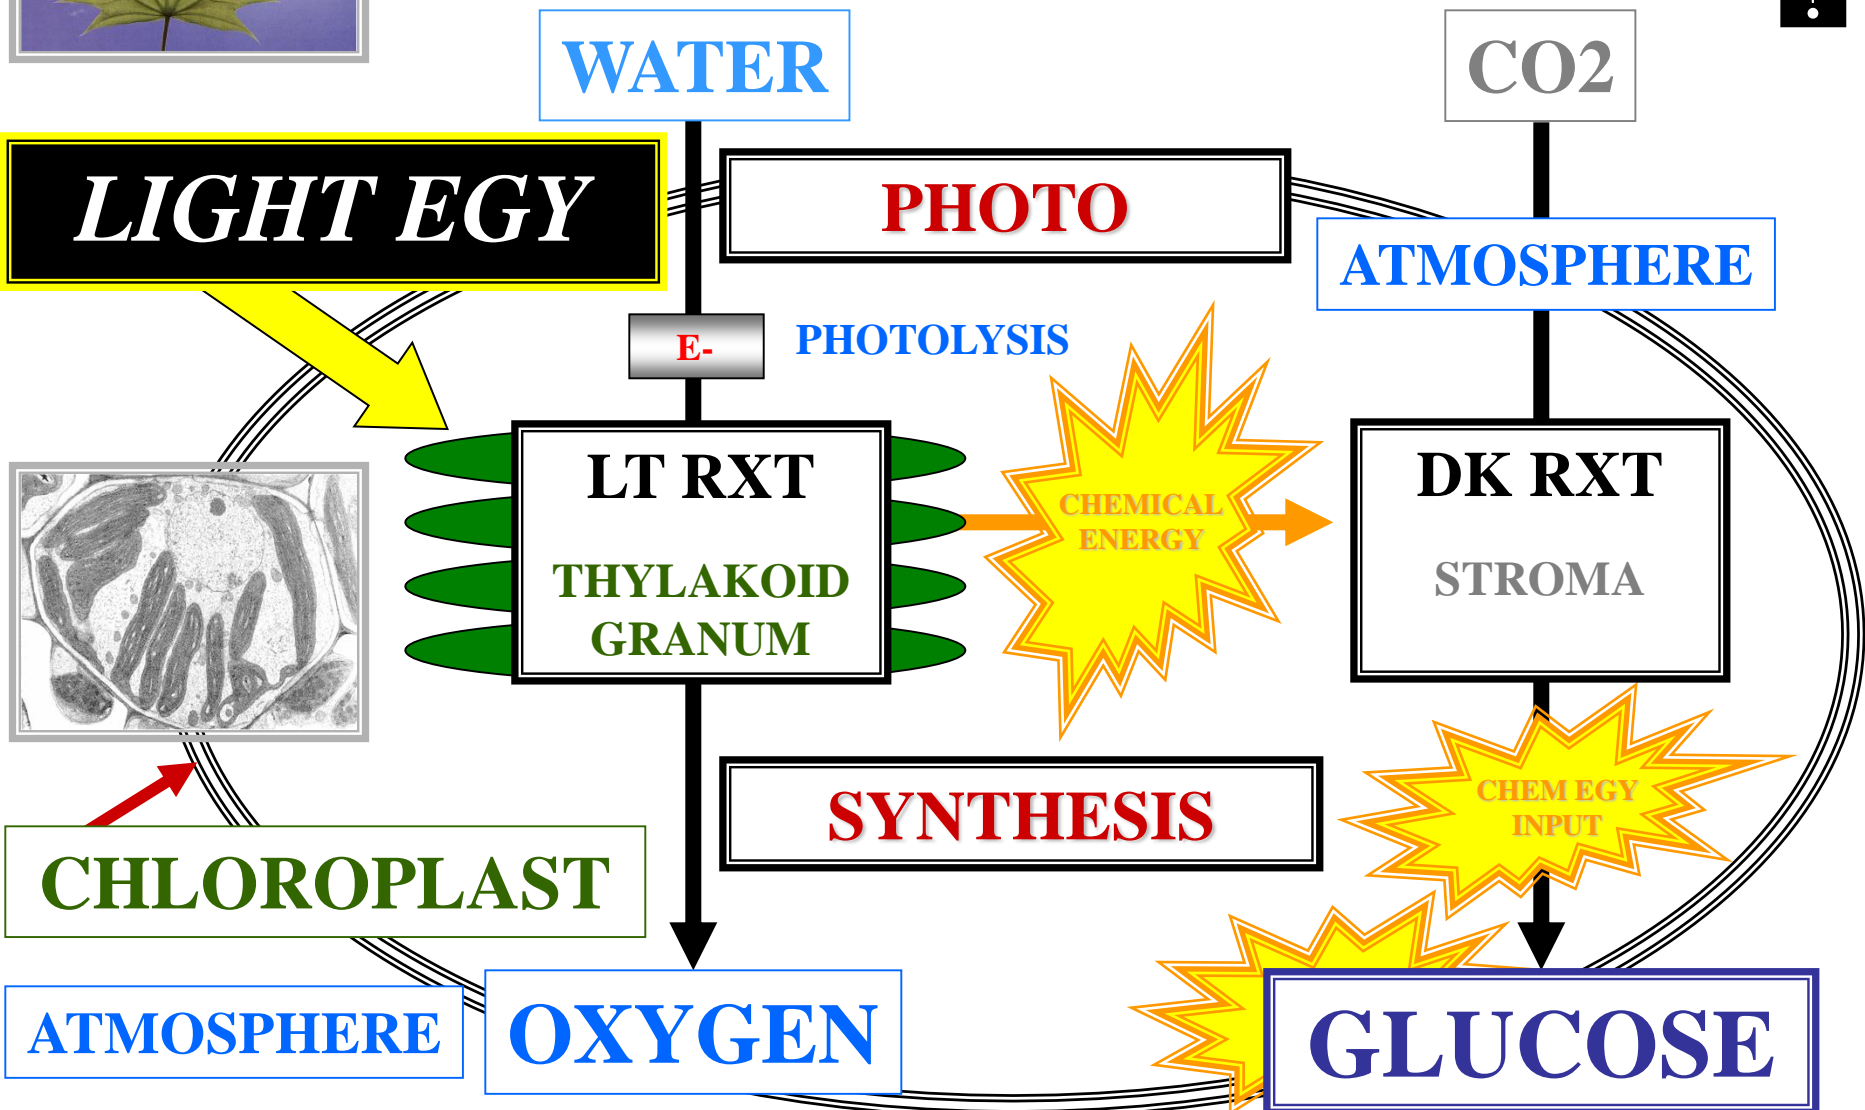 WATER
CO2
LIGHT EGY
PHOTO
ATMOSPHERE
E-
PHOTOLYSIS
LT RXT
THYLAKOID
GRANUM
CHEMICAL
ENERGY
DK RXT
STROMA
SYNTHESIS
CHEM EGY
INPUT
CHLOROPLAST
ATMOSPHERE
OXYGEN
GLUCOSE